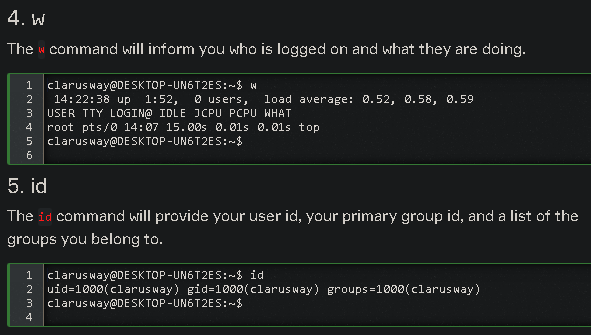 4. w
The w command will inform you who is logged on and what they are doing.
1 clarusway@DESKTOP-UN6T2ES:~$ w
2 14:22:38 up 1:52, 0 users, load average: 0.52, 0.58, 0.59
3 USER TTY LOGIN@ IDLE JCPU PCPU WHAT
4 root pts/0 14:07 15.00s 0.01s 0.01s top
5 clarusway@DESKTOP-UN6T2ES:~$
6
5. id
The id command will provide your user id, your primary group id, and a list of the
groups you belong to.
1 clarusway@DESKTOP-UN6T2ES:~$ id
2 uid=1000(clarusway) gid=1000(clarusway) groups=1000(clarusway)
3 clarusway@DESKTOP-UN6T2ES:~$
4